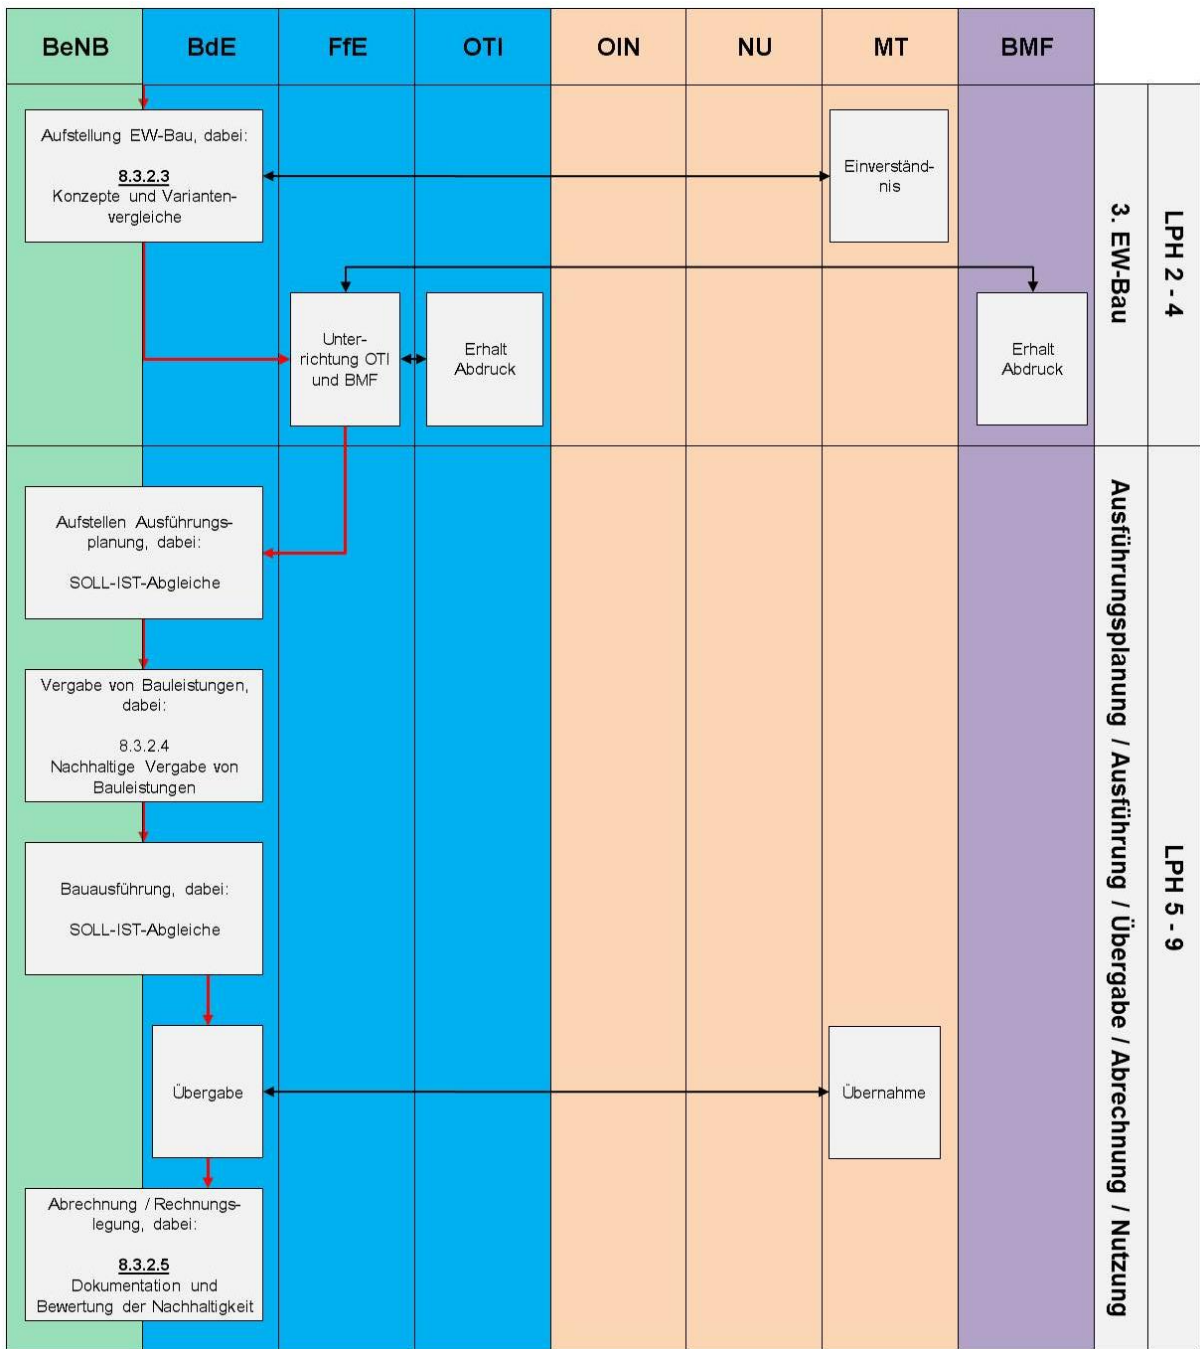 BeNB BdE FfE OTI OIN NU MT BMF
Aufstellung EW-Bau, dabei:
8.3.2.3
Konzepte und Varianten-
vergleiche
Einverständ-
nis
Unter-
richtung OTI
und BMF
Erhalt
Abdruck
Erhalt
Abdruck
3. EW-Bau
LPH 2 - 4
Aufstellen Ausführungs-
planung, dabei:
SOLL-IST-Abgleiche
Vergabe von Bauleistungen,
dabei:
8.3.2.4
Nachhaltige Vergabe von
Bauleistungen
Bauausführung, dabei:
SOLL-IST-Abgleiche
Übergabe
Übernahme
Abrechnung / Rechnungs-
legung, dabei:
8.3.2.5
Dokumentation und
Bewertung der Nachhaltigkeit
Ausführungsplanung / Ausführung / Übergabe / Abrechnung / Nutzung
LPH 5 - 9